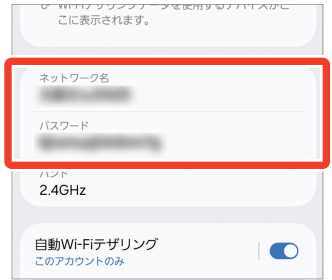 Wi-Fiテザリングデータを使用するデバイスがこ
こに表示されます。
ネットワーク名
パスワード
バンド
2.4GHz
自動Wi-Fiテザリング
このアカウントのみ